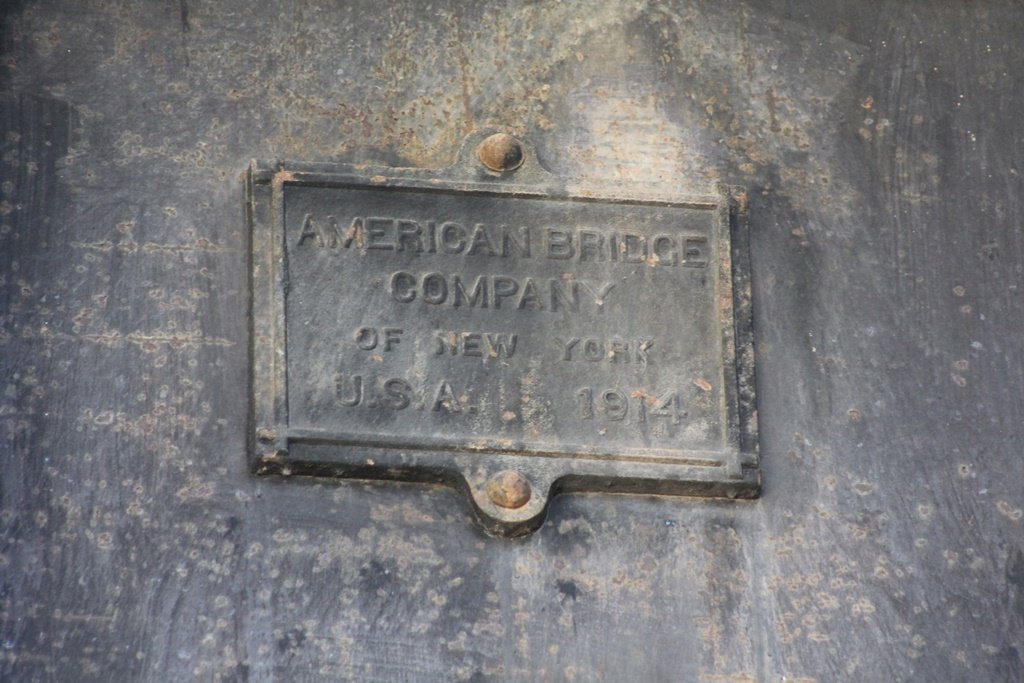 AMERICAN BRIDGE
COMPANY
OF NEW YORK
U.S.A. 1914